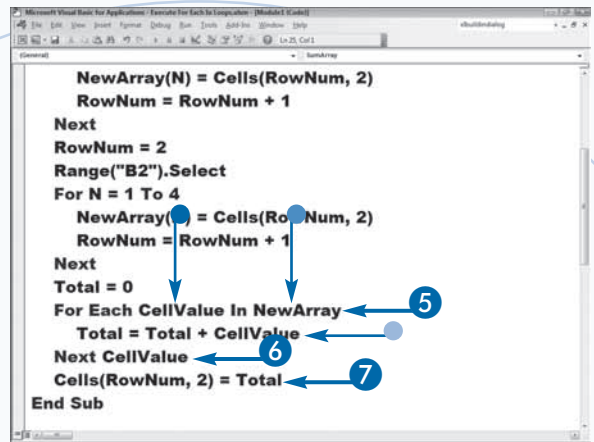 Microsoft Visual Basic for Applications - Execute For Each In Loops.xlsm - [Module1 (Code)]
File Edit View Insert Format Debug Run Tools Add-Ins Window Help
xlbuildindialog
Ln 25, Col 1
(General)
SumArray
NewArray(N) = Cells(RowNum, 2)
RowNum = RowNum + 1
Next
RowNum = 2
Range("B2").Select
For N = 1 To 4
NewArray( ) = Cells(Ro Num, 2)
RowNum = RowNum + 1
Next
Total = 0
For Each CellValue In NewArray
5
Total = Total + CellValue
Next CellValue
6
Cells(RowNum, 2) = Total
7
End Sub